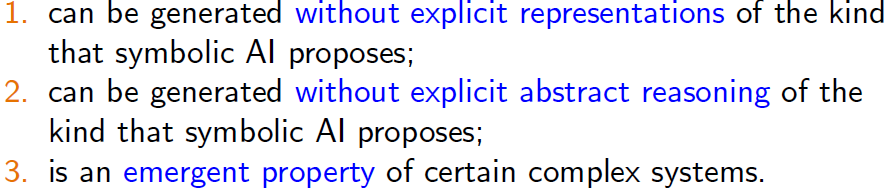 1. can be generated without explicit representations of the kind
that symbolic AI proposes;
2. can be generated without explicit abstract reasoning of the
kind that symbolic AI proposes;
3. is an emergent property of certain complex systems.